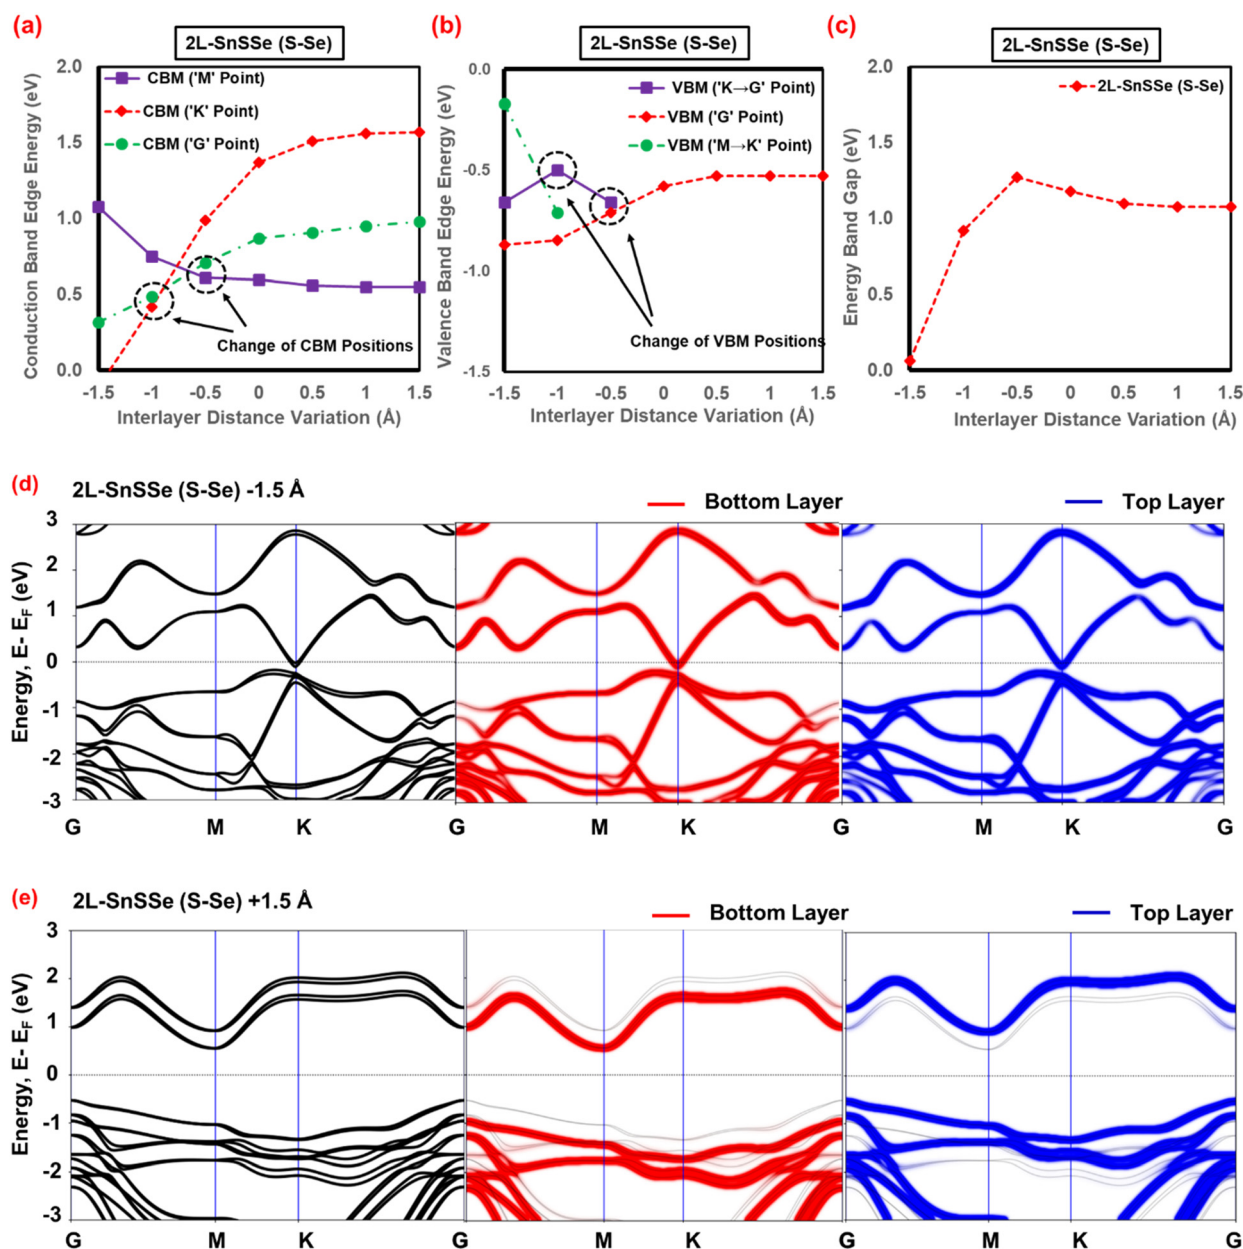 (a)
2L-SnSSe (S-Se)
Conduction Band Edge Energy (eV)
2.0
1.5
1.0
0.5
0.0
CBM ('M' Point)
CBM ('K' Point)
CBM ('G' Point)
Change of CBM Positions
-1.5 -1 -0.5 0 0.5 1 1.5
Interlayer Distance Variation (Å)
(b)
2L-SnSSe (S-Se)
Valence Band Edge Energy (eV)
0.0
-0.5
-1.0
-1.5
VBM ('K→G' Point)
VBM ('G' Point)
VBM ('M→K' Point)
Change of VBM Positions
-1.5 -1 -0.5 0 0.5 1 1.5
Interlayer Distance Variation (Å)
(c)
2L-SnSSe (S-Se)
Energy Band Gap (eV)
2.0
1.5
1.0
0.5
0.0
2L-SnSSe (S-Se)
-1.5 -1 -0.5 0 0.5 1 1.5
Interlayer Distance Variation (Å)
(d)
2L-SnSSe (S-Se) -1.5 Å
Bottom Layer
Top Layer
Energy, E- EF (eV)
3
2
1
0
-1
-2
-3
G M K G M K G M K G
(e)
2L-SnSSe (S-Se) +1.5 Å
Bottom Layer
Top Layer
Energy, E- EF (eV)
3
2
1
0
-1
-2
-3
G M K G M K G M K G